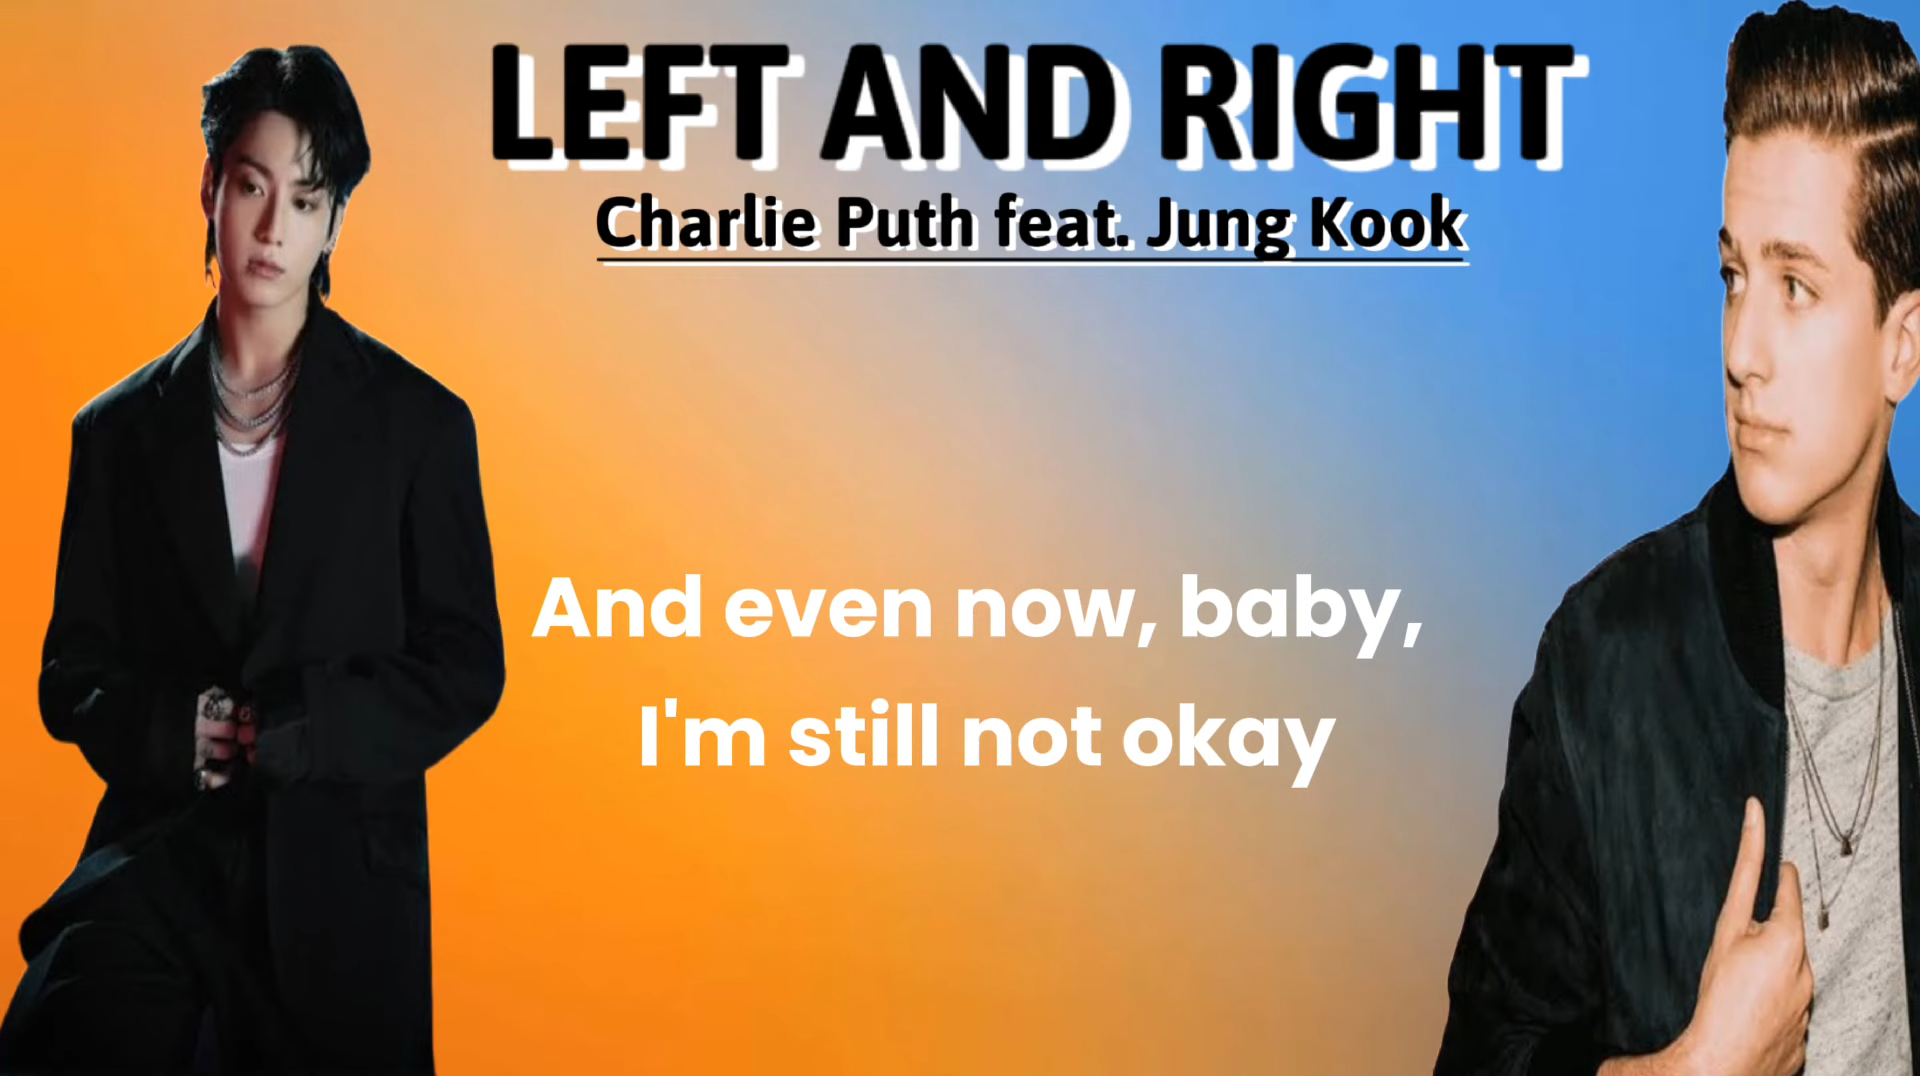 LEFT AND RIGHT
Charlie Puth feat. Jung Kook
And even now, baby,
I'm still not okay